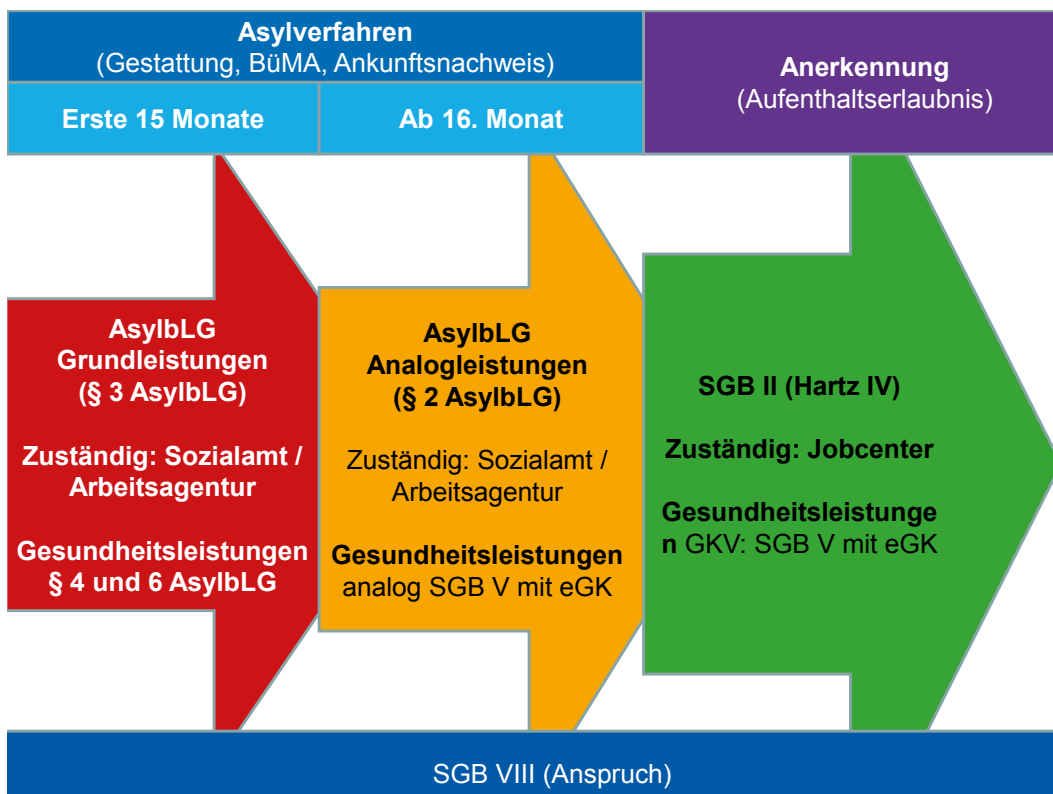 Asylverfahren
(Gestattung, BüMA, Ankunftsnachweis)
Anerkennung
(Aufenthaltserlaubnis)
Erste 15 Monate
Ab 16. Monat
AsylbLG
Grundleistungen
(§ 3 AsylbLG)
Zuständig: Sozialamt /
Arbeitsagentur
Gesundheitsleistungen
§ 4 und 6 AsylbLG
AsylbLG
Analogleistungen
(§ 2 AsylbLG)
Zuständig: Sozialamt /
Arbeitsagentur
Gesundheitsleistungen
analog SGB V mit eGK
SGB II (Hartz IV)
Zuständig: Jobcenter
Gesundheitsleistunge
n GKV: SGB V mit eGK
SGB VIII (Anspruch)